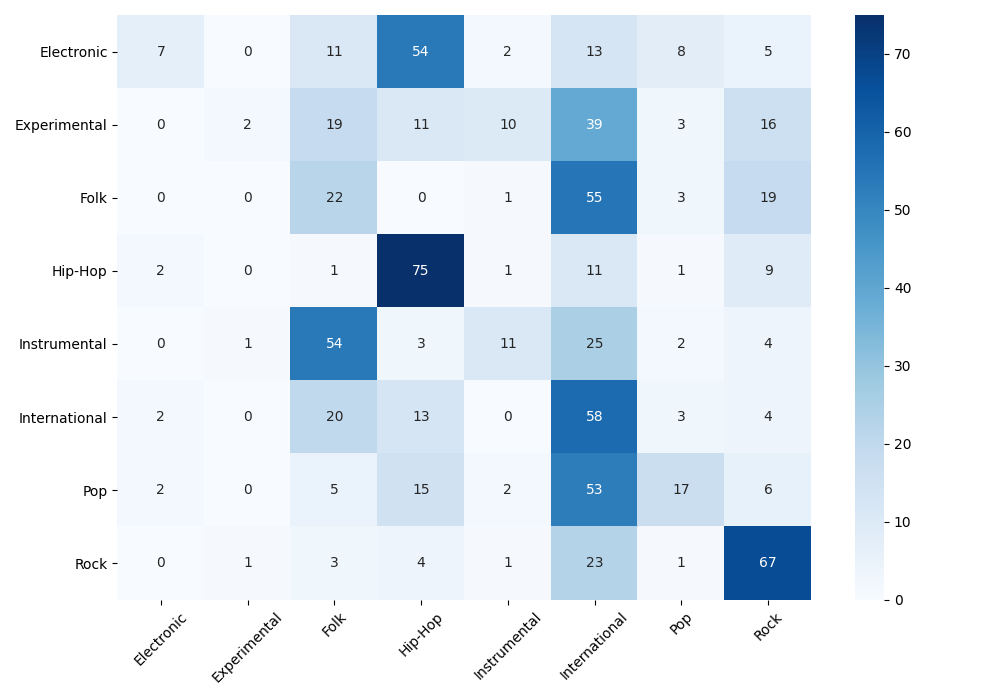 Electronic 7 0 11 54 2 13 8 5
Experimental 0 2 19 11 10 39 3 16
Folk 0 0 22 0 1 55 3 19
Hip-Hop 2 0 1 75 1 11 1 9
Instrumental 0 1 54 3 11 25 2 4
International 2 0 20 13 0 58 3 4
Pop 2 0 5 15 2 53 17 6
Rock 0 1 3 4 1 23 1 67
Electronic Experimental Folk Hip-Hop Instrumental International Pop Rock
70
60
50
40
30
20
10
0